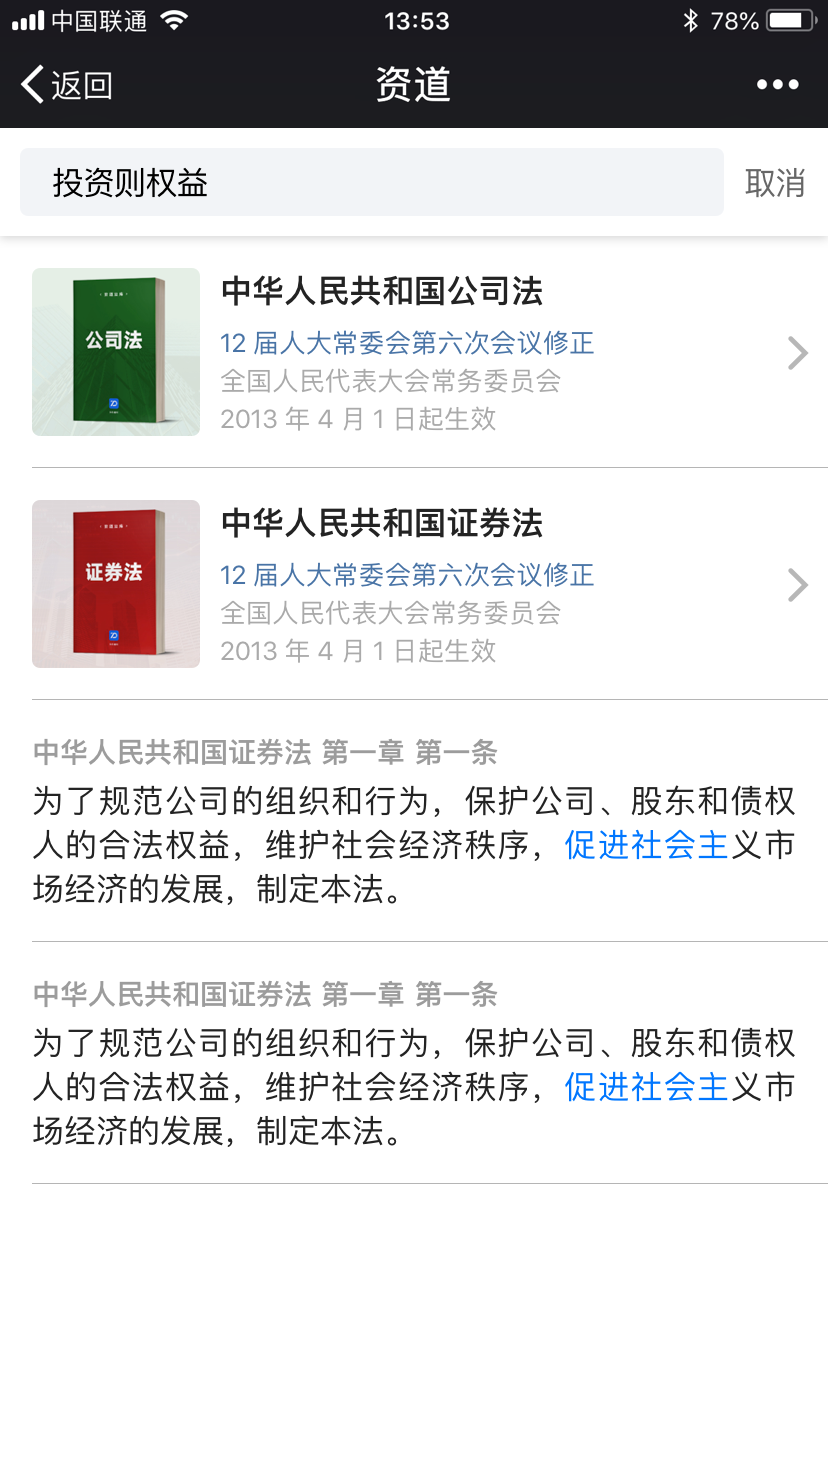 中国联通 13:53 78%
返回 资道
投资则权益 取消
中华人民共和国公司法
12 届人大常委会第六次会议修正
全国人民代表大会常务委员会
2013 年 4 月 1 日起生效
公司法
中华人民共和国证券法
12 届人大常委会第六次会议修正
全国人民代表大会常务委员会
2013 年 4 月 1 日起生效
证券法
中华人民共和国证券法 第一章 第一条
为了规范公司的组织和行为，保护公司、股东和债权
人的合法权益，维护社会经济秩序，促进社会主义市
场经济的发展，制定本法。
中华人民共和国证券法 第一章 第一条
为了规范公司的组织和行为，保护公司、股东和债权
人的合法权益，维护社会经济秩序，促进社会主义市
场经济的发展，制定本法。